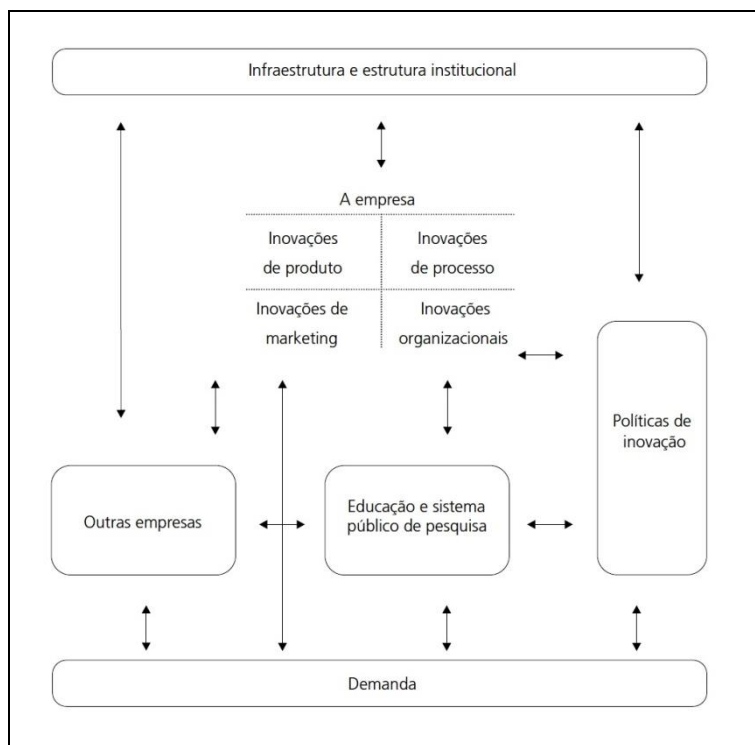 Infraestrutura e estrutura institucional
A empresa
Inovações
de produto
Inovações
de processo
Inovações de
marketing
Inovações
organizacionais
Políticas de
inovação
Outras empresas
Educação e sistema
público de pesquisa
Demanda